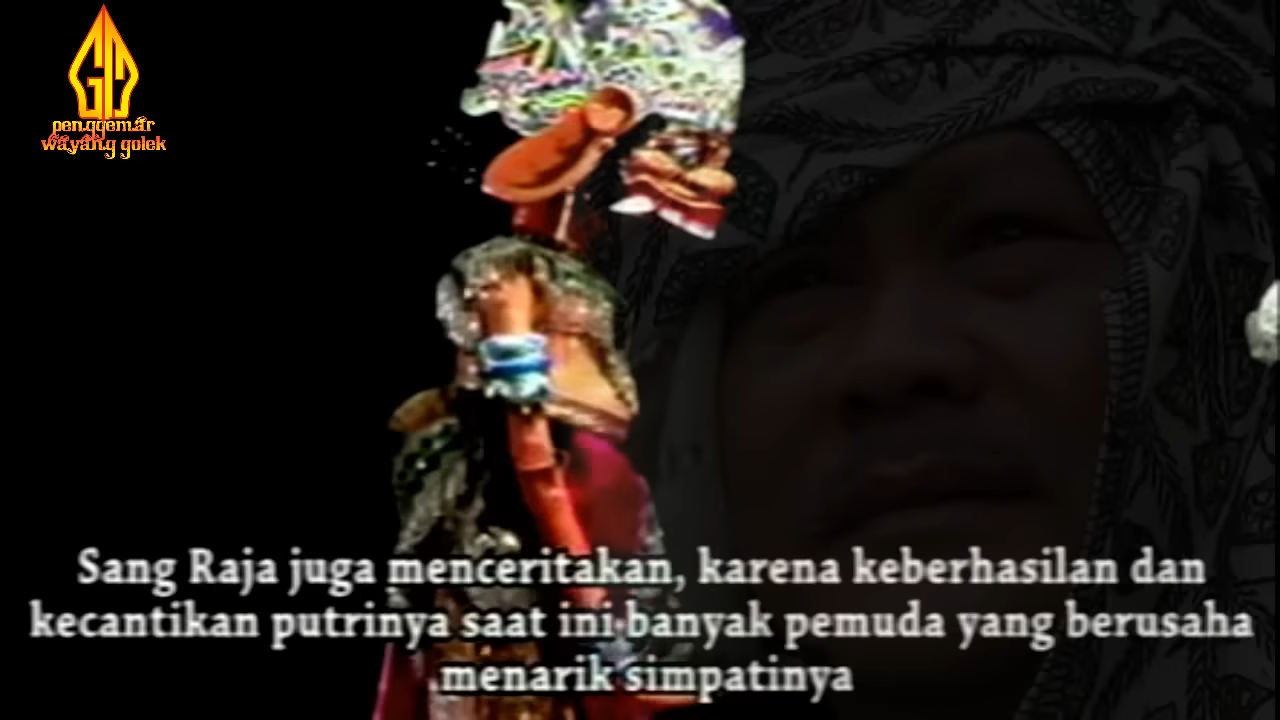 penggemar
wayang golek
Sang Raja juga menceritakan, karena keberhasilan dan
kecantikan putrinya saat ini banyak pemuda yang berusaha
menarik simpatinya